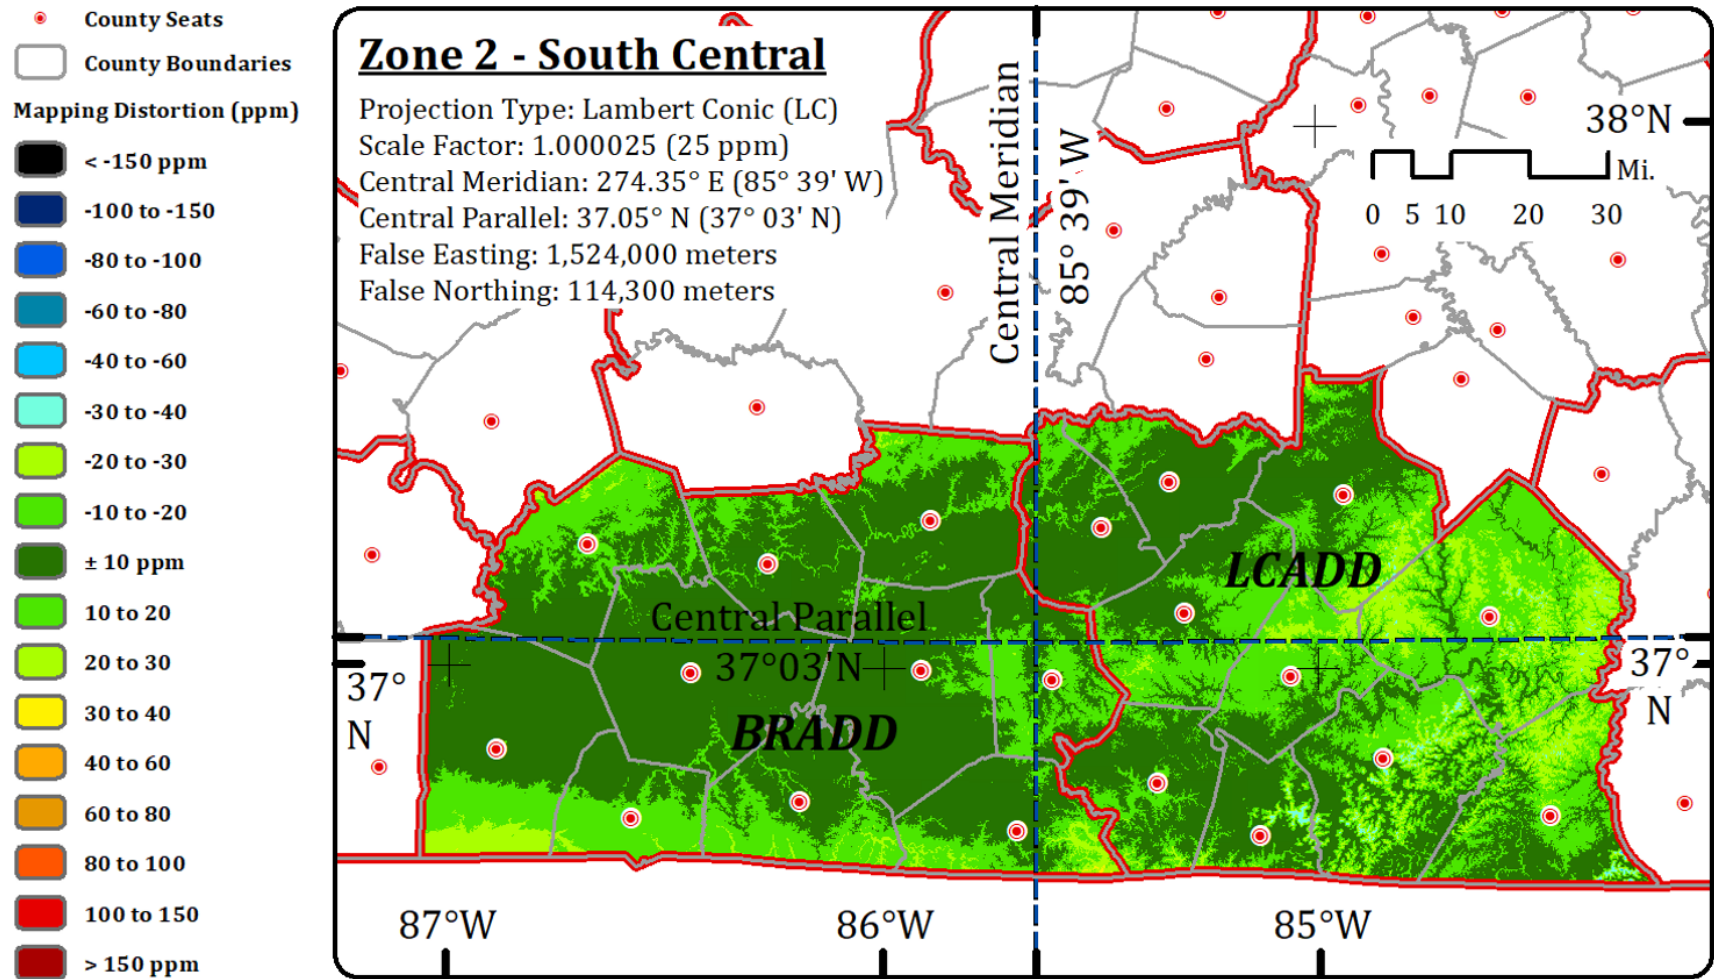 County Seats
County Boundaries
Mapping Distortion (ppm)
< -150 ppm
-100 to -150
-80 to -100
-60 to -80
-40 to -60
-30 to -40
-20 to -30
-10 to -20
± 10 ppm
10 to 20
20 to 30
30 to 40
40 to 60
60 to 80
80 to 100
100 to 150
> 150 ppm
Zone 2 - South Central
Projection Type: Lambert Conic (LC)
Scale Factor: 1.000025 (25 ppm)
Central Meridian: 274.35° E (85° 39' W)
Central Parallel: 37.05° N (37° 03' N)
False Easting: 1,524,000 meters
False Northing: 114,300 meters
Central Meridian
85° 39' W
38°N
Mi.
0 5 10 20 30
LCADD
Central Parallel
37°03'N
37°
N
37°
N
BRADD
87°W
86°W
85°W